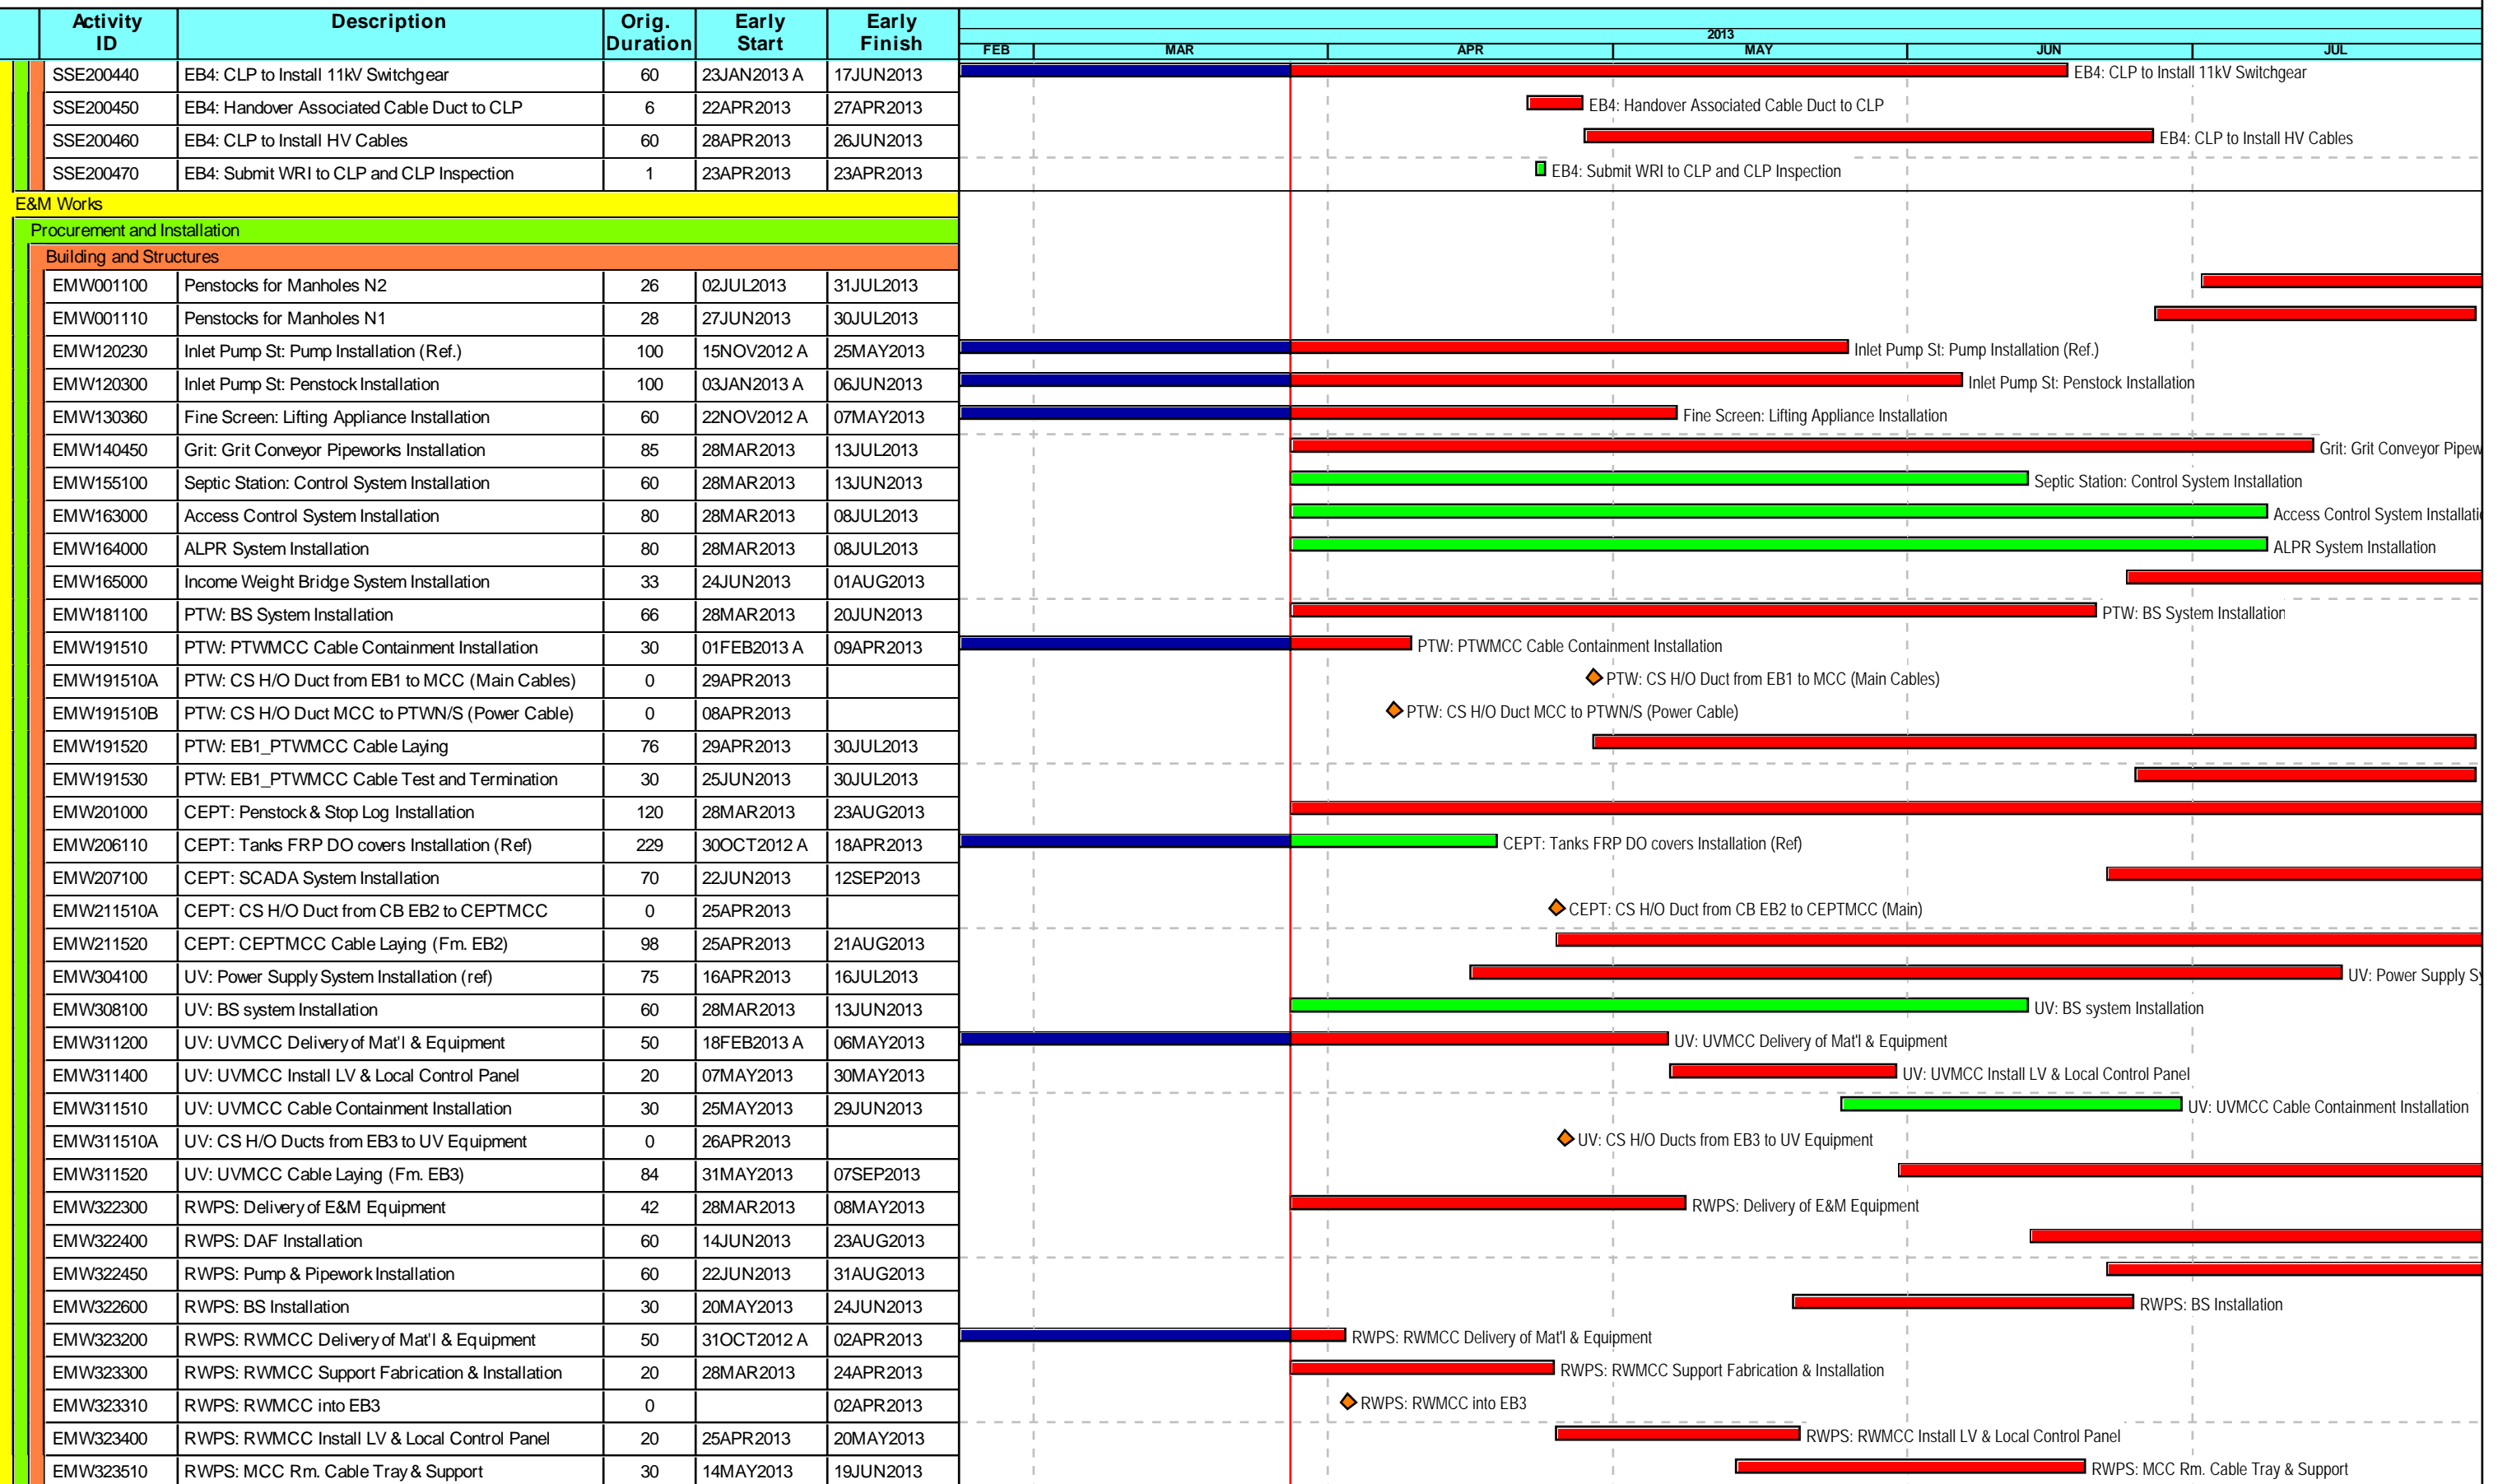 Activity ID Description Orig. Duration Early Start Early Finish
2013
FEB MAR APR MAY JUN JUL
SSE200440 EB4: CLP to Install 11kV Switchgear 60 23JAN2013 A 17JUN2013 EB4: CLP to Install 11kV Switchgear
SSE200450 EB4: Handover Associated Cable Duct to CLP 6 22APR2013 27APR2013 EB4: Handover Associated Cable Duct to CLP
SSE200460 EB4: CLP to Install HV Cables 60 28APR2013 26JUN2013 EB4: CLP to Install HV Cables
SSE200470 EB4: Submit WRI to CLP and CLP Inspection 1 23APR2013 23APR2013 EB4: Submit WRI to CLP and CLP Inspection
E&M Works
Procurement and Installation
Building and Structures
EMW001100 Penstocks for Manholes N2 26 02JUL2013 31JUL2013
EMW001110 Penstocks for Manholes N1 28 27JUN2013 30JUL2013
EMW120230 Inlet Pump St: Pump Installation (Ref.) 100 15NOV2012 A 25MAY2013 Inlet Pump St: Pump Installation (Ref.)
EMW120300 Inlet Pump St: Penstock Installation 100 03JAN2013 A 06JUN2013 Inlet Pump St: Penstock Installation
EMW130360 Fine Screen: Lifting Appliance Installation 60 22NOV2012 A 07MAY2013 Fine Screen: Lifting Appliance Installation
EMW140450 Grit: Grit Conveyor Pipeworks Installation 85 28MAR2013 13JUL2013 Grit: Grit Conveyor Pipew
EMW155100 Septic Station: Control System Installation 60 28MAR2013 13JUN2013 Septic Station: Control System Installation
EMW163000 Access Control System Installation 80 28MAR2013 08JUL2013 Access Control System Installati
EMW164000 ALPR System Installation 80 28MAR2013 08JUL2013 ALPR System Installation
EMW165000 Income Weight Bridge System Installation 33 24JUN2013 01AUG2013
EMW181100 PTW: BS System Installation 66 28MAR2013 20JUN2013 PTW: BS System Installation
EMW191510 PTW: PTWMCC Cable Containment Installation 30 01FEB2013 A 09APR2013 PTW: PTWMCC Cable Containment Installation
EMW191510A PTW: CS H/O Duct from EB1 to MCC (Main Cables) 0 29APR2013 PTW: CS H/O Duct from EB1 to MCC (Main Cables)
EMW191510B PTW: CS H/O Duct MCC to PTWN/S (Power Cable) 0 08APR2013 PTW: CS H/O Duct MCC to PTWN/S (Power Cable)
EMW191520 PTW: EB1_PTWMCC Cable Laying 76 29APR2013 30JUL2013
EMW191530 PTW: EB1_PTWMCC Cable Test and Termination 30 25JUN2013 30JUL2013
EMW201000 CEPT: Penstock & Stop Log Installation 120 28MAR2013 23AUG2013
EMW206110 CEPT: Tanks FRP DO covers Installation (Ref) 229 30OCT2012 A 18APR2013 CEPT: Tanks FRP DO covers Installation (Ref)
EMW207100 CEPT: SCADA System Installation 70 22JUN2013 12SEP2013
EMW211510A CEPT: CS H/O Duct from CB EB2 to CEPTMCC 0 25APR2013 CEPT: CS H/O Duct from CB EB2 to CEPTMCC (Main)
EMW211520 CEPT: CEPTMCC Cable Laying (Fm. EB2) 98 25APR2013 21AUG2013
EMW304100 UV: Power Supply System Installation (ref) 75 16APR2013 16JUL2013 UV: Power Supply Sy
EMW308100 UV: BS system Installation 60 28MAR2013 13JUN2013 UV: BS system Installation
EMW311200 UV: UVMCC Delivery of Mat'l & Equipment 50 18FEB2013 A 06MAY2013 UV: UVMCC Delivery of Mat'l & Equipment
EMW311400 UV: UVMCC Install LV & Local Control Panel 20 07MAY2013 30MAY2013 UV: UVMCC Install LV & Local Control Panel
EMW311510 UV: UVMCC Cable Containment Installation 30 25MAY2013 29JUN2013 UV: UVMCC Cable Containment Installation
EMW311510A UV: CS H/O Ducts from EB3 to UV Equipment 0 26APR2013 UV: CS H/O Ducts from EB3 to UV Equipment
EMW311520 UV: UVMCC Cable Laying (Fm. EB3) 84 31MAY2013 07SEP2013
EMW322300 RWPS: Delivery of E&M Equipment 42 28MAR2013 08MAY2013 RWPS: Delivery of E&M Equipment
EMW322400 RWPS: DAF Installation 60 14JUN2013 23AUG2013
EMW322450 RWPS: Pump & Pipework Installation 60 22JUN2013 31AUG2013
EMW322600 RWPS: BS Installation 30 20MAY2013 24JUN2013 RWPS: BS Installation
EMW323200 RWPS: RWMCC Delivery of Mat'l & Equipment 50 31OCT2012 A 02APR2013 RWPS: RWMCC Delivery of Mat'l & Equipment
EMW323300 RWPS: RWMCC Support Fabrication & Installation 20 28MAR2013 24APR2013 RWPS: RWMCC Support Fabrication & Installation
EMW323310 RWPS: RWMCC into EB3 0 02APR2013 RWPS: RWMCC into EB3
EMW323400 RWPS: RWMCC Install LV & Local Control Panel 20 25APR2013 20MAY2013 RWPS: RWMCC Install LV & Local Control Panel
EMW323510 RWPS: MCC Rm. Cable Tray & Support 30 14MAY2013 19JUN2013 RWPS: MCC Rm. Cable Tray & Support